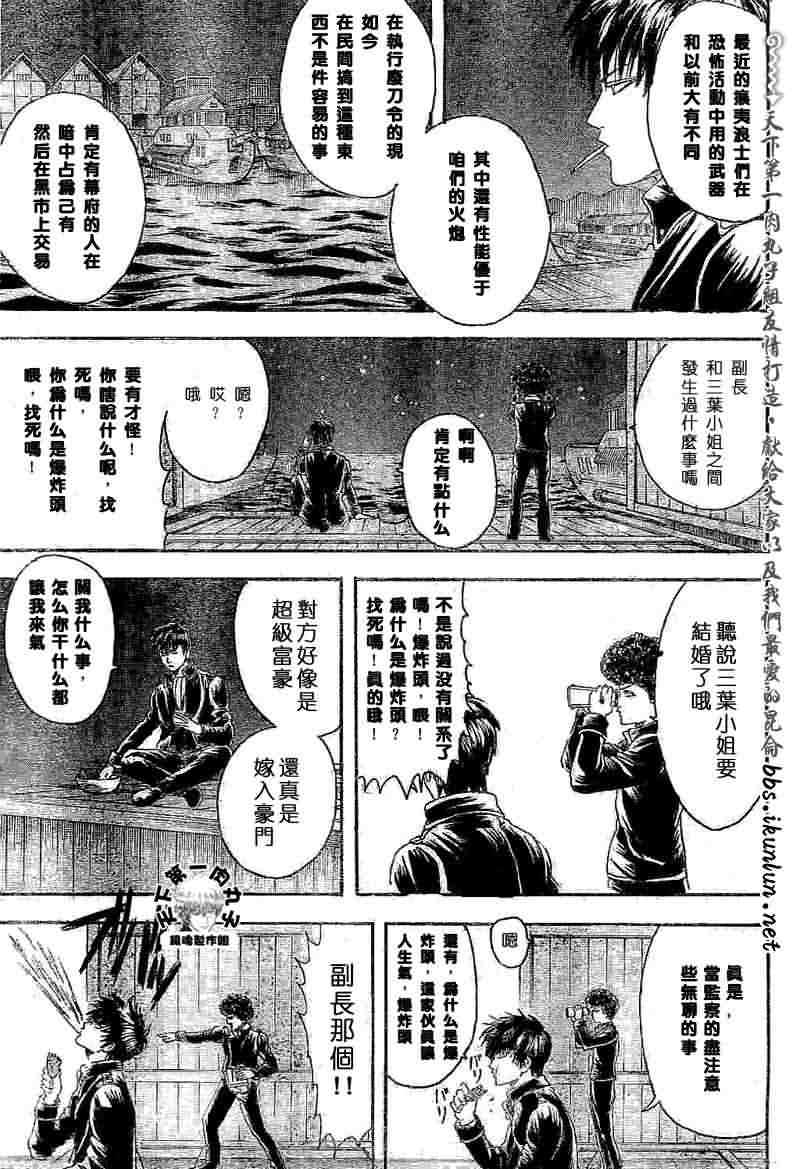 最近的攘夷浪士們在
恐怖活動中用的武器
和以前大有不同
其中還有性能優于
咱們的火炮
在執行廢刀令的現
如今
在民間搞到這種東
西不是件容易的事
肯定有幕府的人在
暗中占爲己有
然后在黑市上交易
副長
和三葉小姐之間
發生過什麼事嗎
啊啊
肯定有點什么
嗯?
哎?
哦
要有才怪!
你瞎說什么呢,找
死嗎,
你爲什么是爆炸頭
喂,找死嗎!
聽說三葉小姐要
結婚了哦
不是說過没有關系了
嗎!爆炸頭,喂!
爲什么是爆炸頭?
找死嗎!真的哦!
對方好像是
超級富豪
還真是
嫁入豪門
關我什么事,
怎么你干什么都
讓我來氣
真是,
當監察的盡注意
些無聊的事
嗯
還有,爲什么是爆
炸頭,這家伙真讓
人生氣,爆炸頭
副長那個!!
天下第一肉丸子
天下第一肉丸子組友情打造,獻給大家以及我們最愛的昆侖
bbs.ikunlun.net